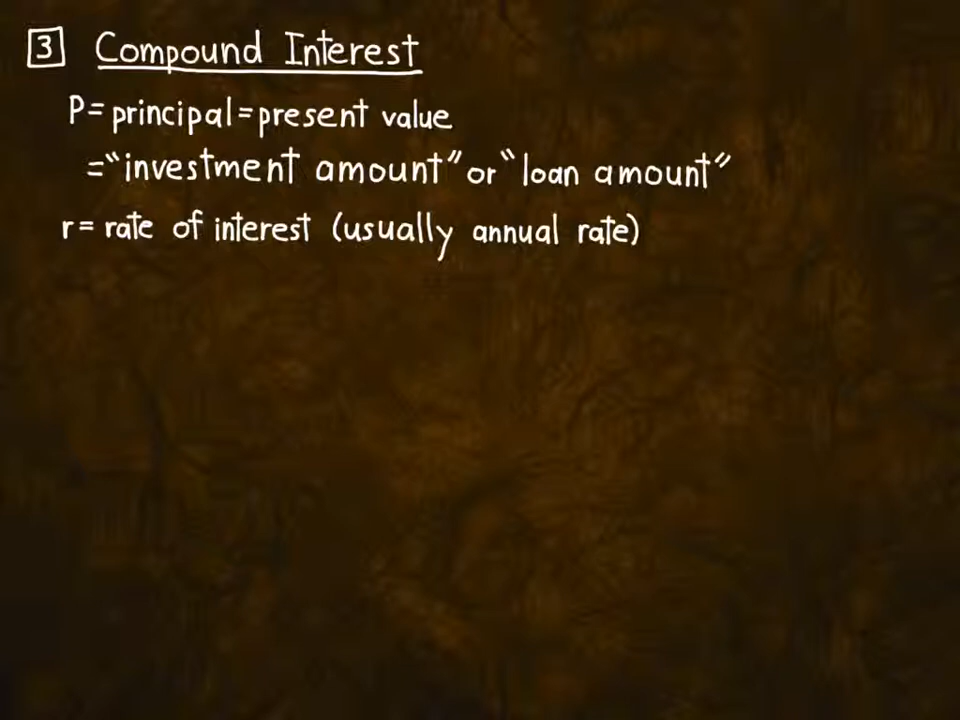 3 Compound Interest
P= principal=present value
="investment amount" or "loan amount"
r= rate of interest (usually annual rate)